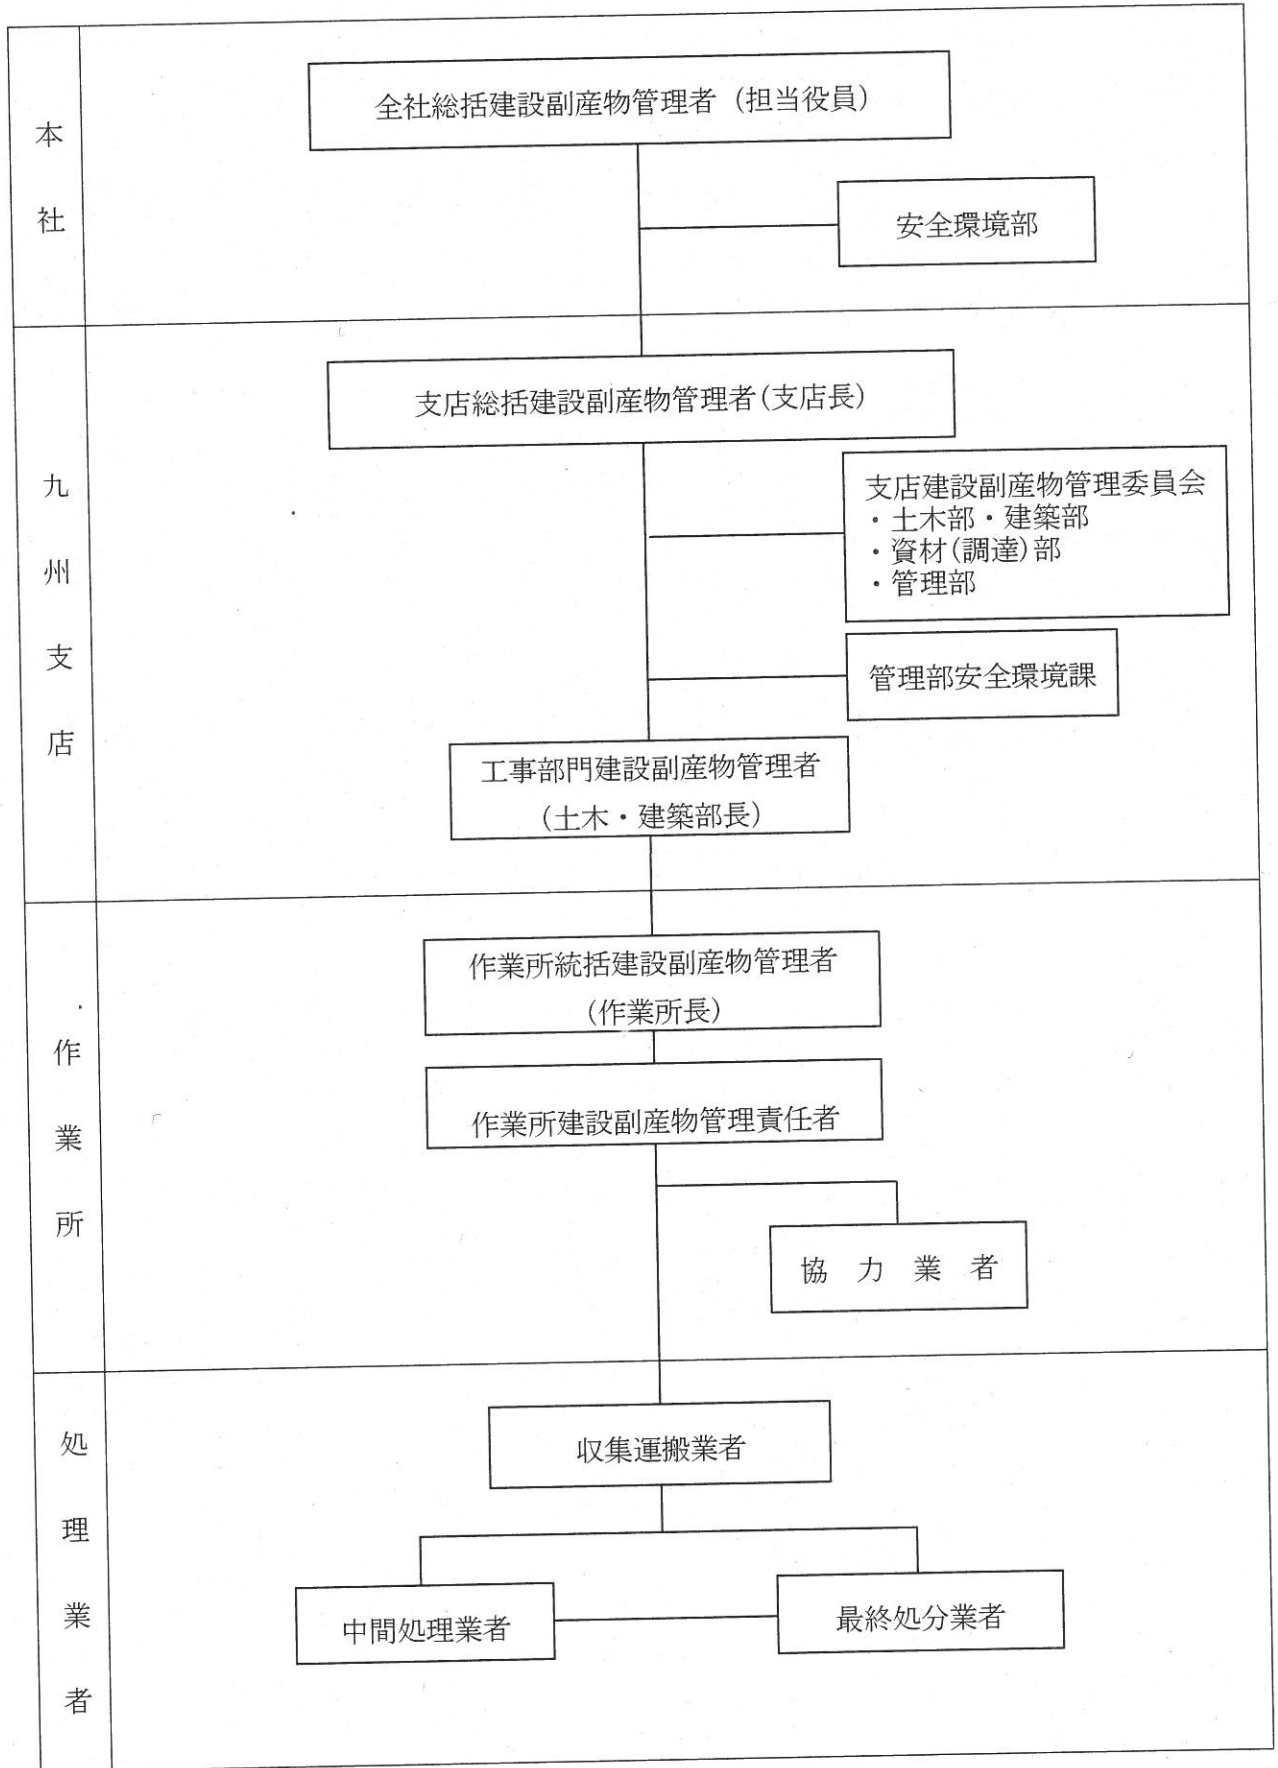 本社
全社総括建設副産物管理者（担当役員）
安全環境部
九州支店
支店総括建設副産物管理者(支店長)
支店建設副産物管理委員会
・土木部・建築部
・資材(調達)部
・管理部
管理部安全環境課
工事部門建設副産物管理者
（土木・建築部長）
作業所
作業所統括建設副産物管理者
（作業所長）
作業所建設副産物管理責任者
協力業者
処理業者
収集運搬業者
中間処理業者
最終処分業者